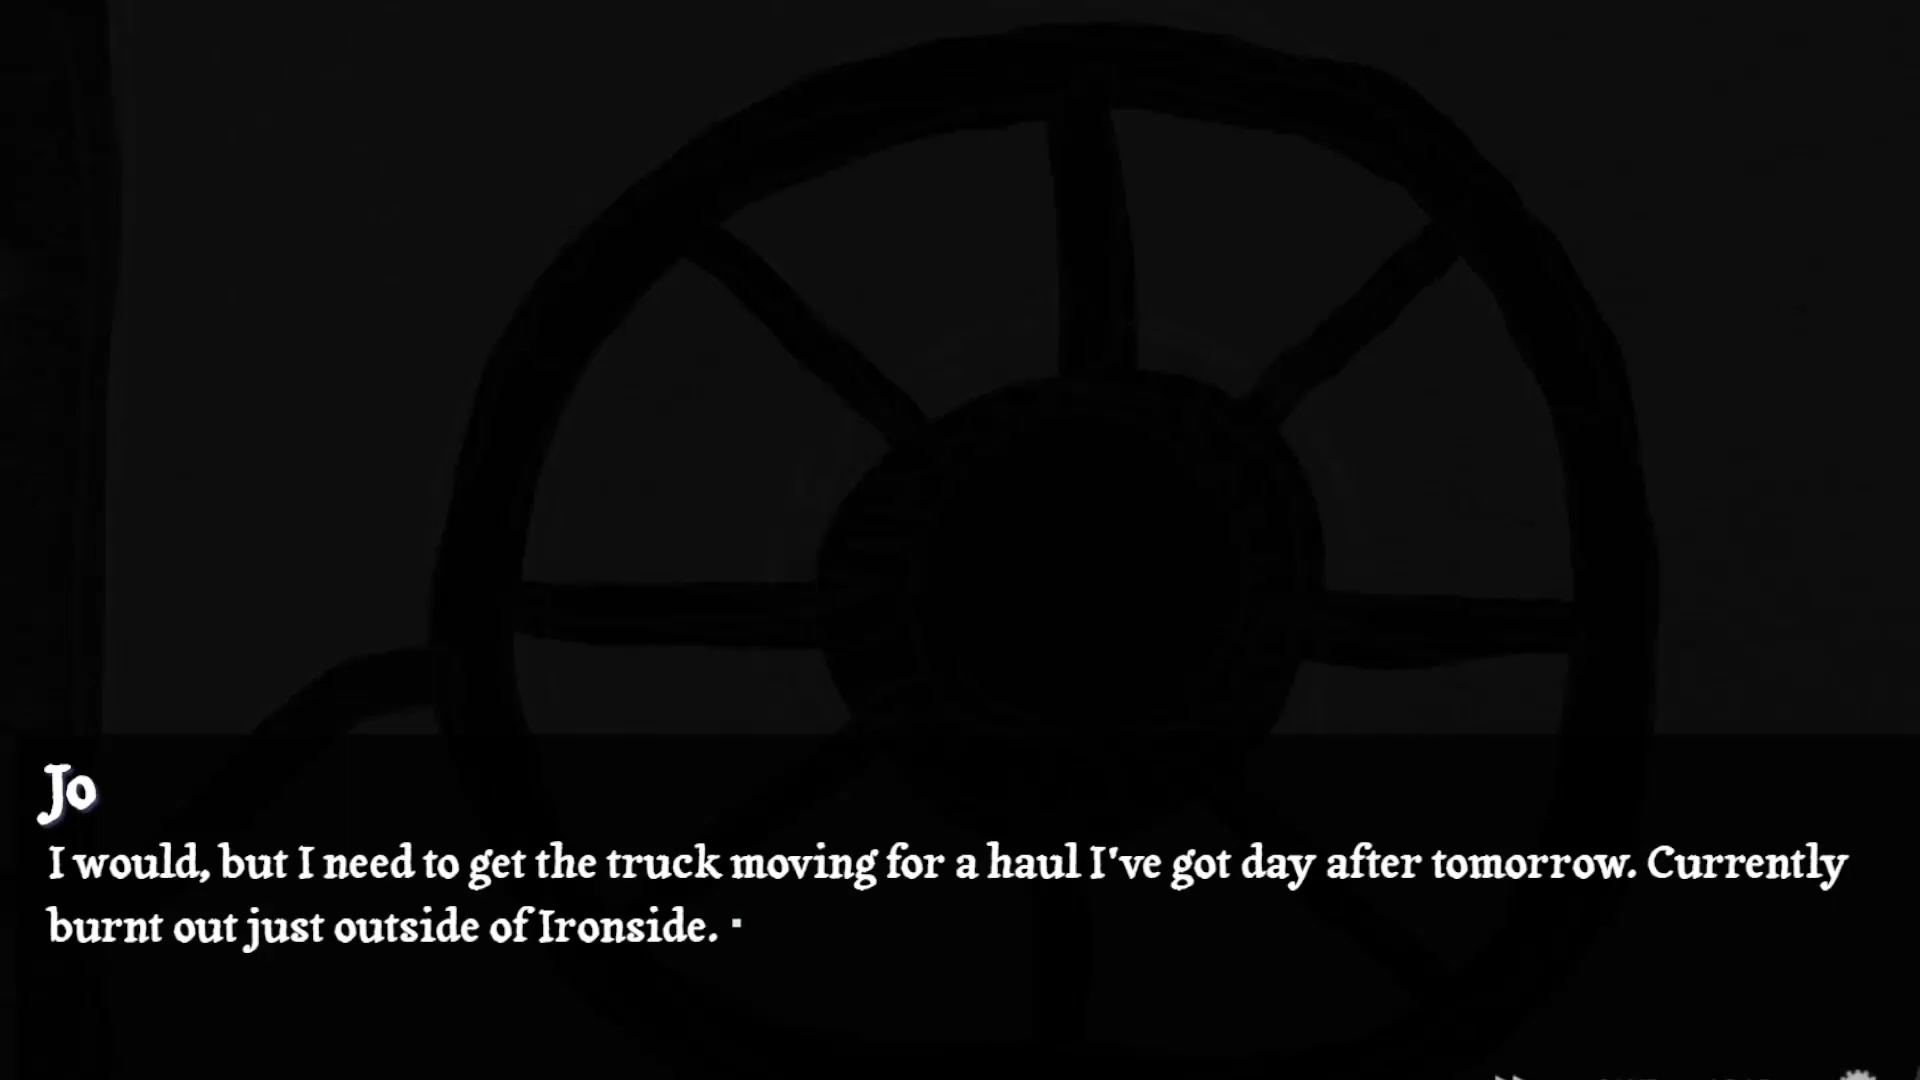 Jo
I would, but I need to get the truck moving for a haul I've got day after tomorrow. Currently
burnt out just outside of Ironside.